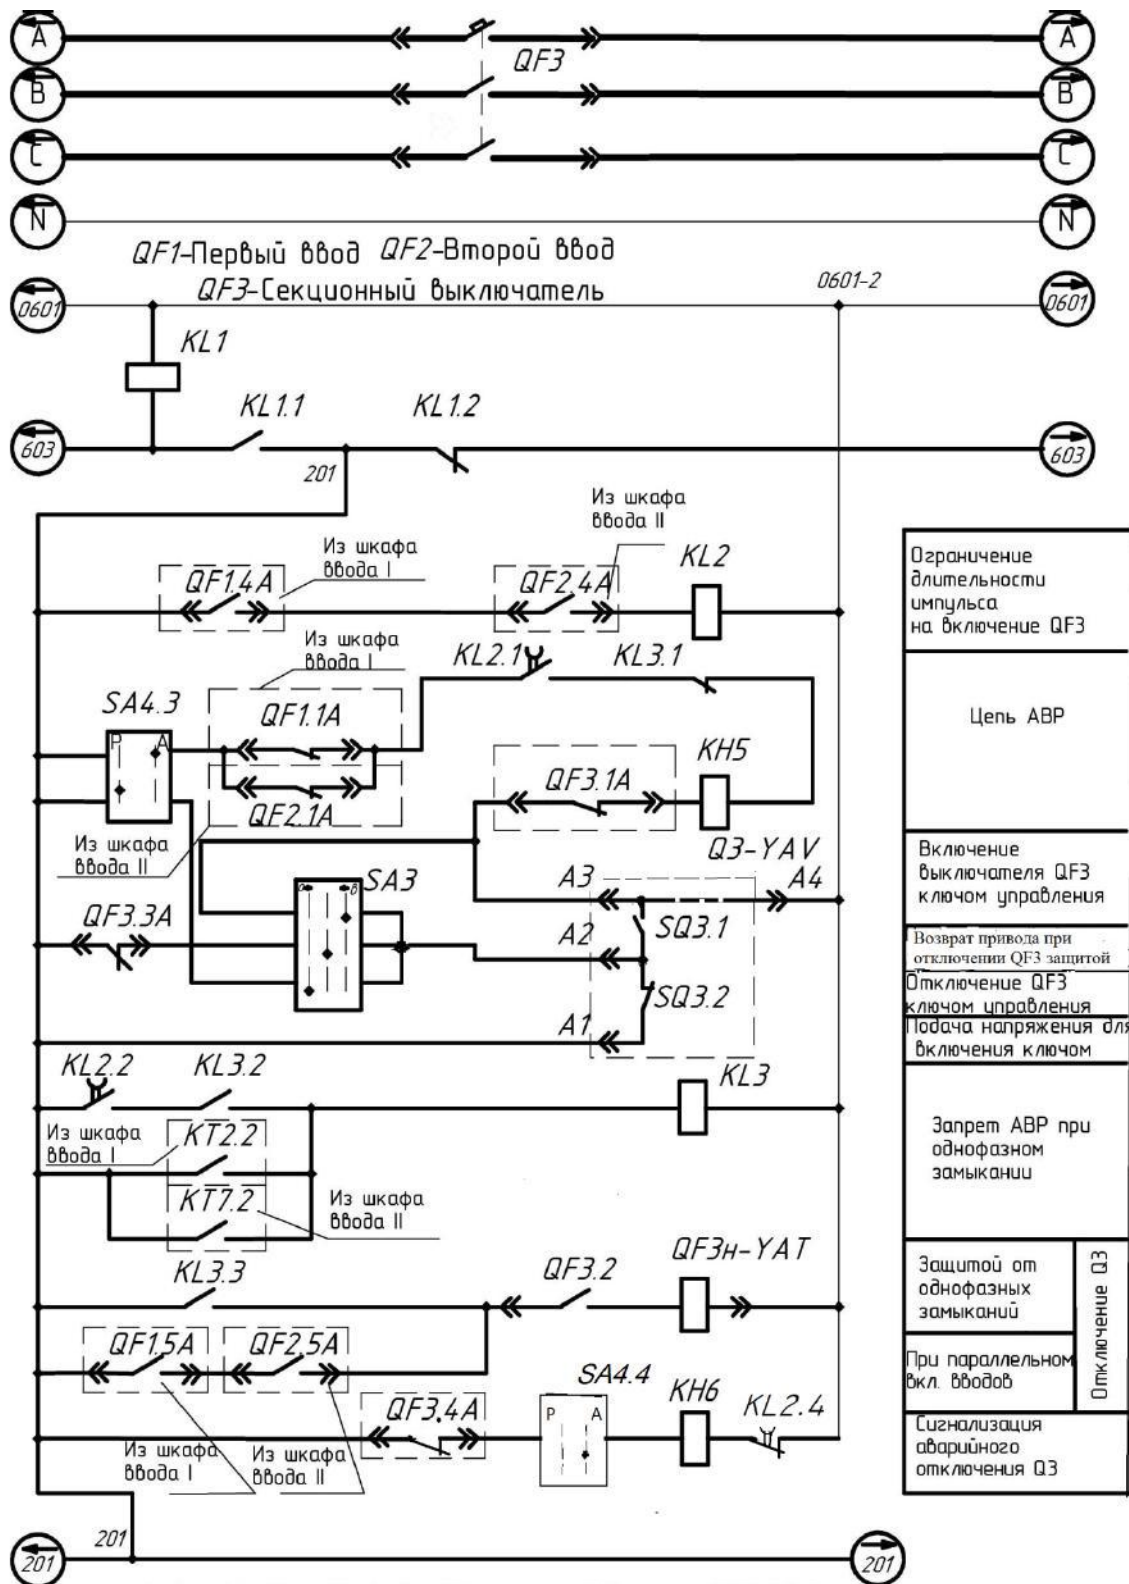 A
QF3
A
B
B
C
C
N
N
QF1-Первый ввод QF2-Второй ввод
QF3-Секционный выключатель
0601-2
0601
0601
KL1
KL1.1
KL1.2
603
201
603
Из шкафа
ввода II
Из шкафа
ввода I
QF1.4A
QF2.4A
KL2
Ограничение
длительности
импульса
на включение QF3
Из шкафа
ввода I
KL2.1
KL3.1
SA4.3
P A
QF1.1A
QF2.1A
Цепь АВР
QF3.1A
KH5
Из шкафа
ввода II
Q3-YAV
SA3
A3
A4
Включение
выключателя QF3
ключом управления
QF3.3A
SQ3.1
A2
Возврат привода при
отключении QF3 защитой
Отключение QF3
ключом управления
SQ3.2
A1
Подача напряжения для
включения ключом
KL2.2
KL3.2
KL3
Из шкафа
ввода I
KT2.2
KT7.2
Из шкафа
ввода II
Запрет АВР при
однофазном
замыкании
KL3.3
QF3.2
QF3н-YAT
Защитой от
однофазных
замыканий
Отключение Q3
QF1.5A
QF2.5A
При параллельном
вкл. вводов
SA4.4
QF3.4A
P A
KH6
KL2.4
Сигнализация
аварийного
отключения Q3
Из шкафа
ввода I
Из шкафа
ввода II
201
201
201